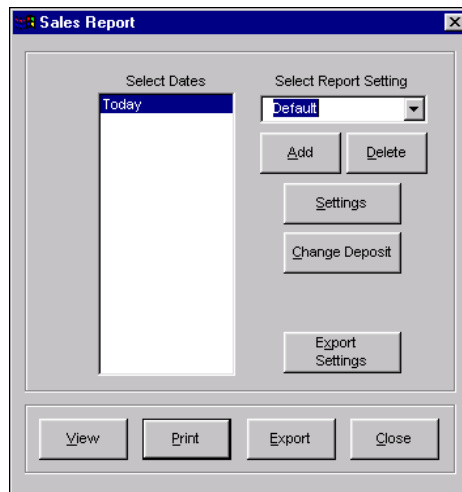 Sales Report
Select Dates
Select Report Setting
Today
Default
Add
Delete
Settings
Change Deposit
Export
Settings
View
Print
Export
Close